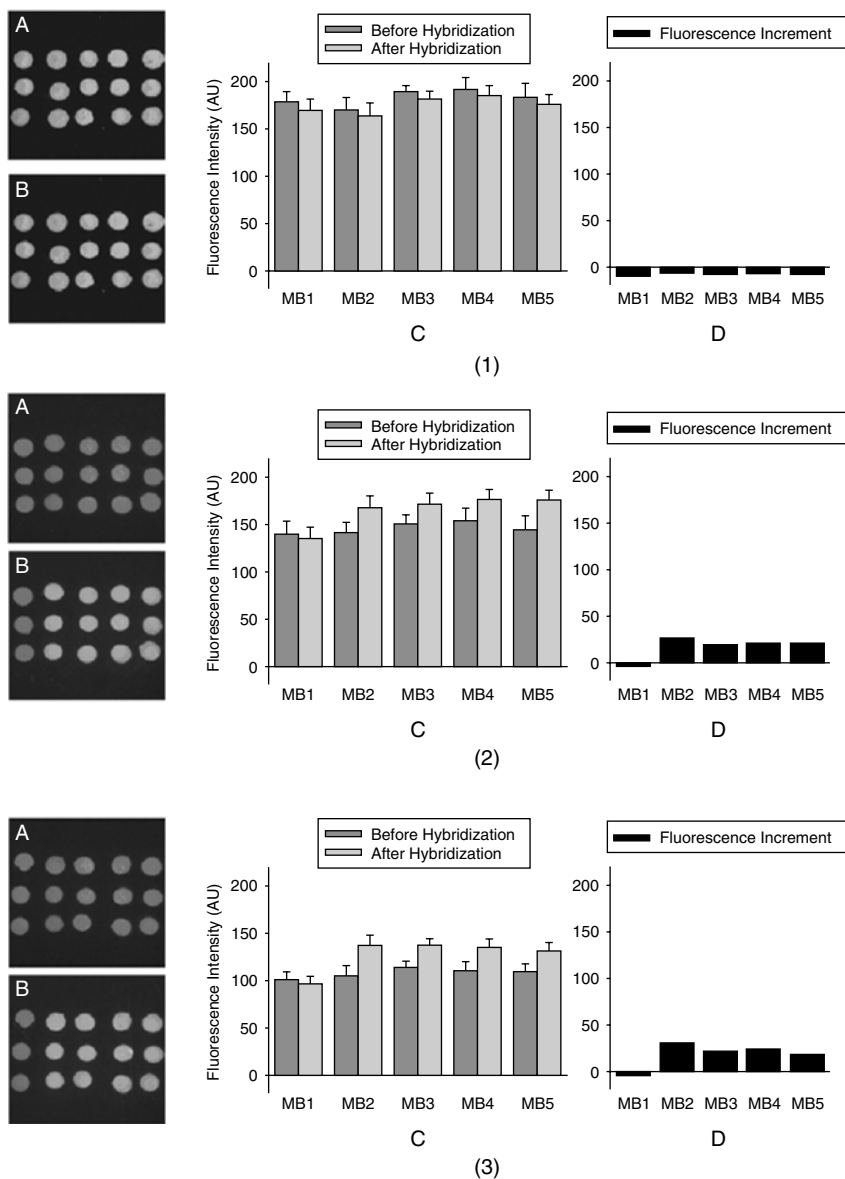 A
B
Before Hybridization
After Hybridization
Fluorescence Intensity (AU)
200
150
100
50
0
MB1 MB2 MB3 MB4 MB5
C
Fluorescence Increment
200
150
100
50
0
MB1 MB2 MB3 MB4 MB5
D
(1)
A
B
Before Hybridization
After Hybridization
Fluorescence Intensity (AU)
200
150
100
50
0
MB1 MB2 MB3 MB4 MB5
C
Fluorescence Increment
200
150
100
50
0
MB1 MB2 MB3 MB4 MB5
D
(2)
A
B
Before Hybridization
After Hybridization
Fluorescence Intensity (AU)
200
150
100
50
0
MB1 MB2 MB3 MB4 MB5
C
Fluorescence Increment
200
150
100
50
0
MB1 MB2 MB3 MB4 MB5
D
(3)